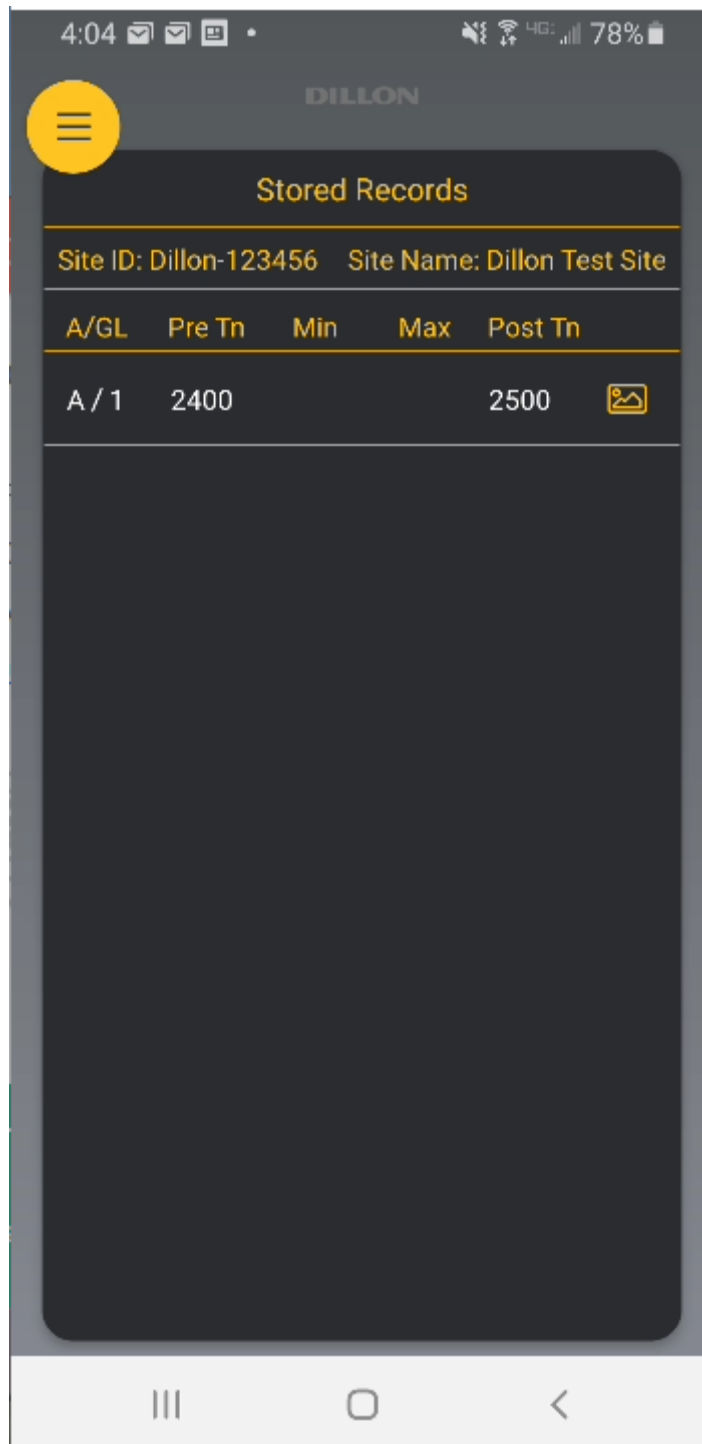 4:04 4G 78%
DILLON
Stored Records
Site ID: Dillon-123456 Site Name: Dillon Test Site
A/GL Pre Tn Min Max Post Tn
A / 1 2400 2500